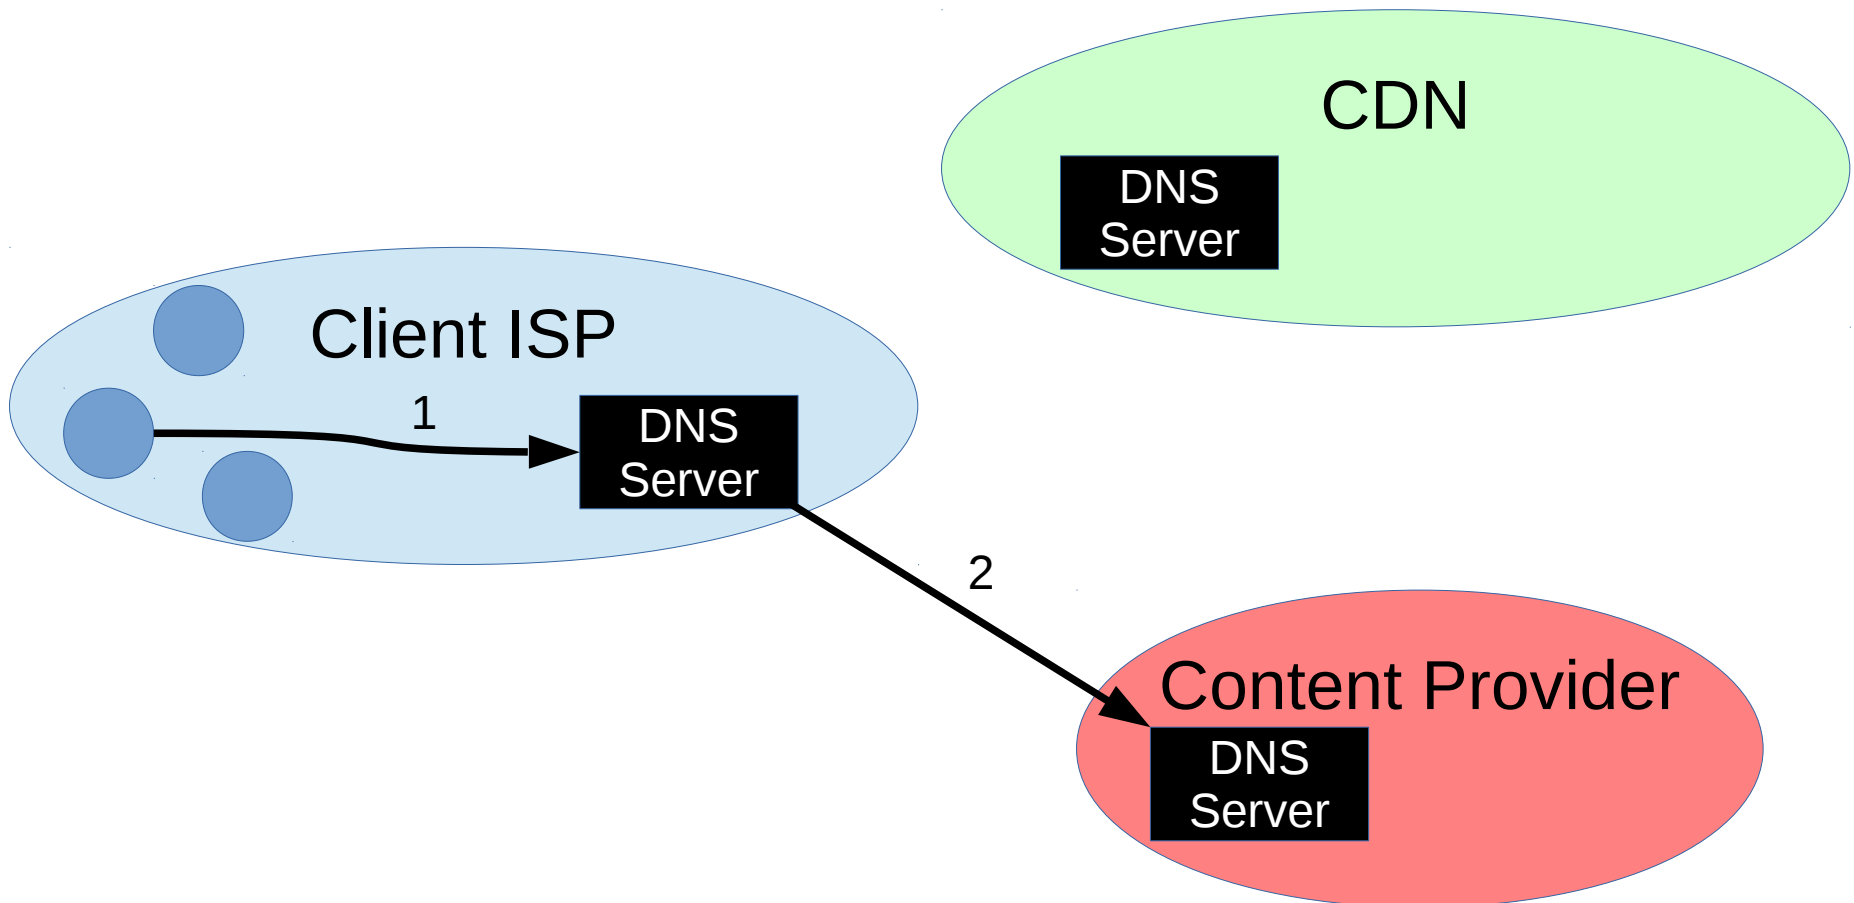 CDN
DNS
Server
Client ISP
1
DNS
Server
2
Content Provider
DNS
Server